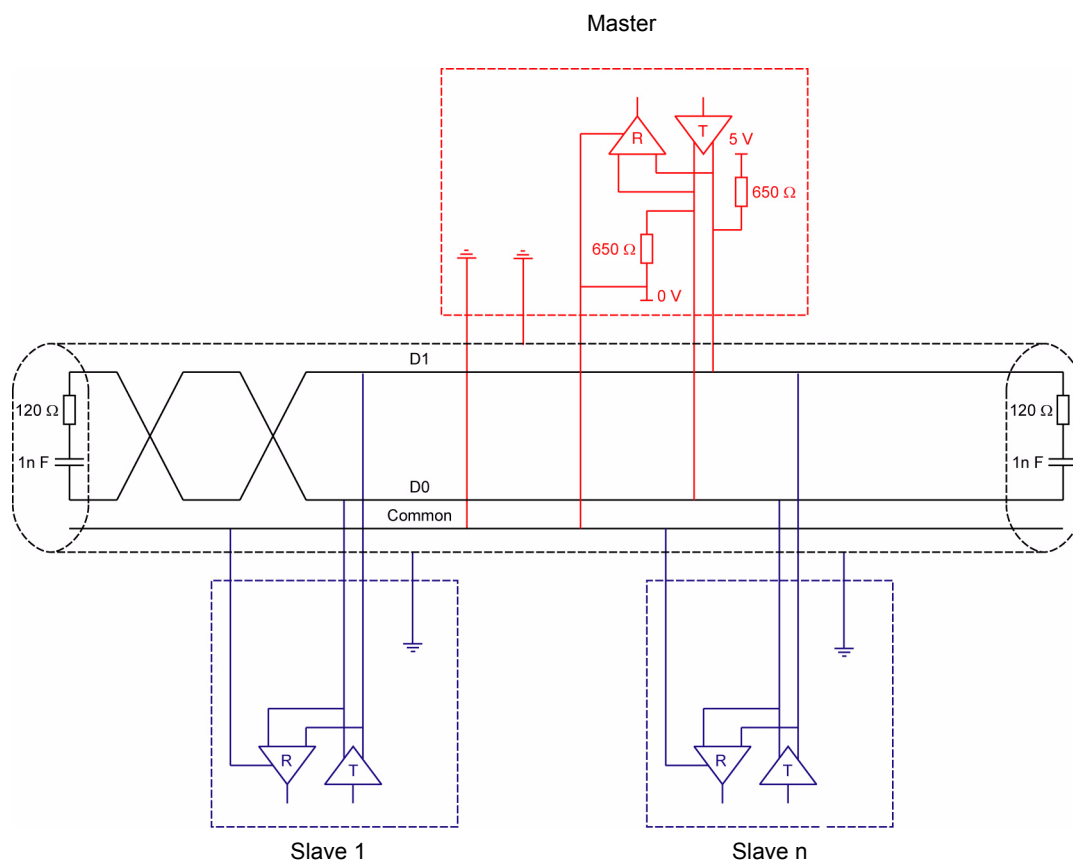 Master
R
T
5 V
650 Ω
650 Ω
0 V
D1
120 Ω
120 Ω
1n F
1n F
D0
Common
R
T
R
T
Slave 1
Slave n